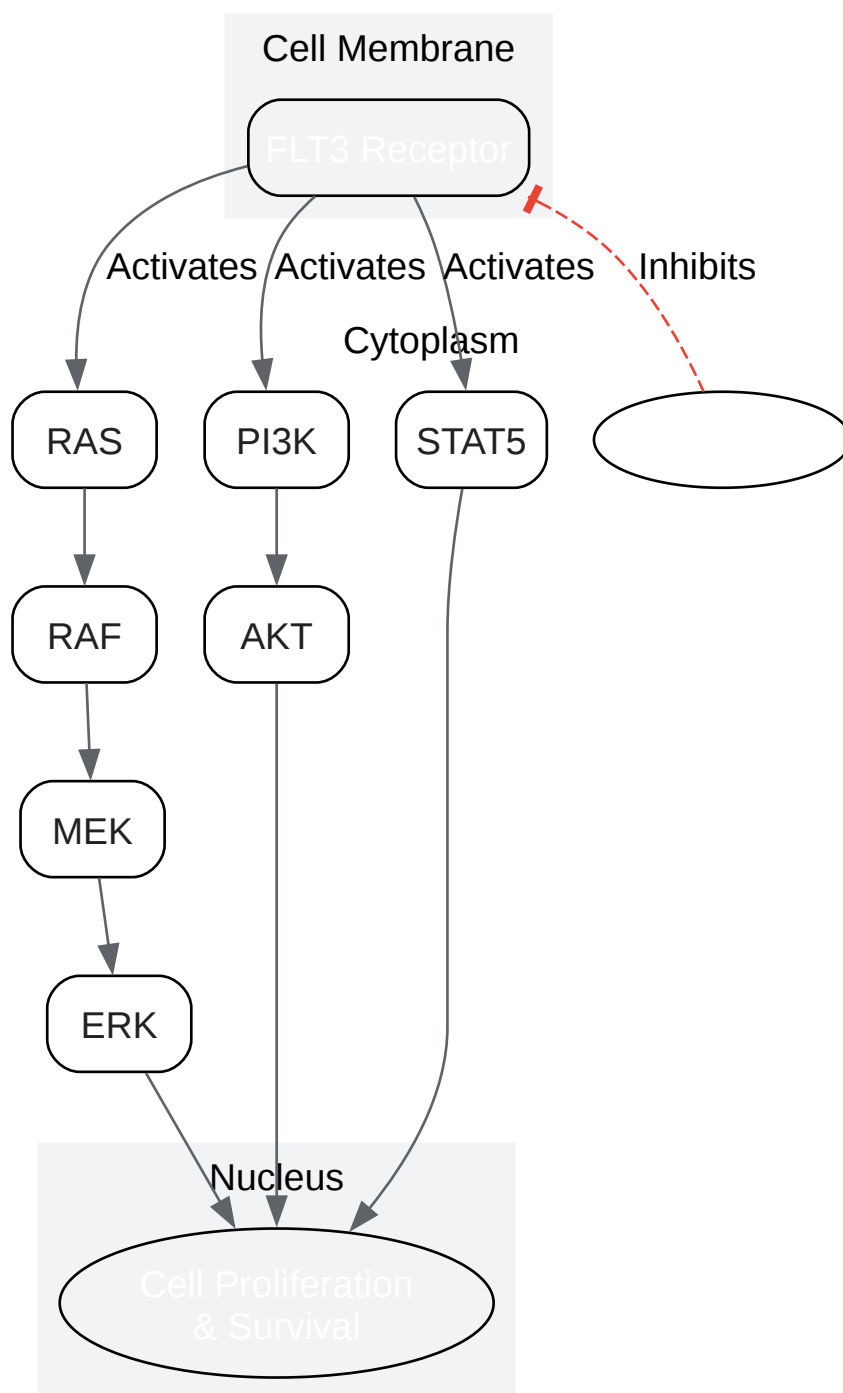 Cell Membrane
FLT3 Receptor
Activates Activates Activates Inhibits
Cytoplasm
RAS PI3K STAT5
RAF AKT
MEK
ERK
Nucleus
Cell Proliferation
& Survival